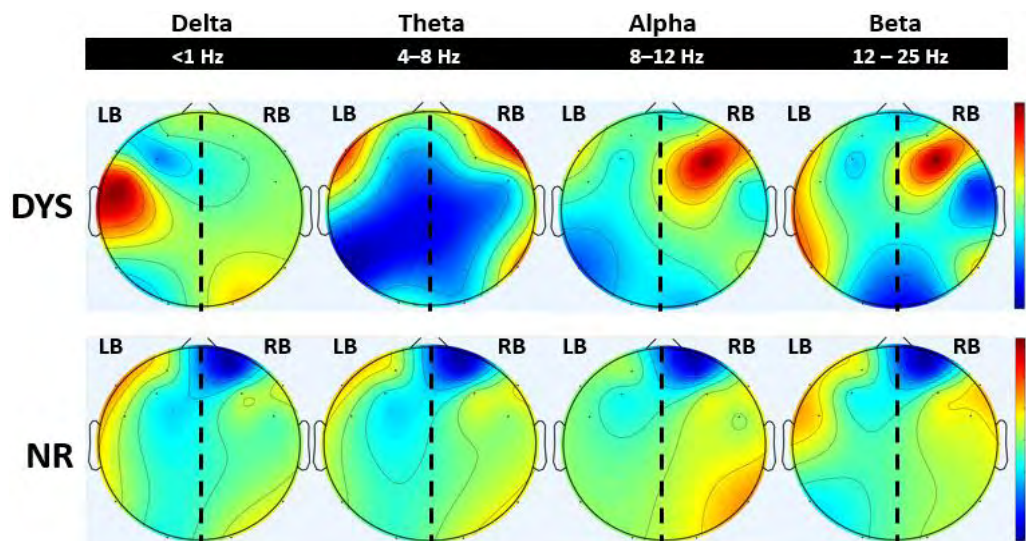 Delta Theta Alpha Beta
<1 Hz 4–8 Hz 8–12 Hz 12 – 25 Hz
LB RB LB RB LB RB LB RB
DYS
LB RB LB RB LB RB LB RB
NR